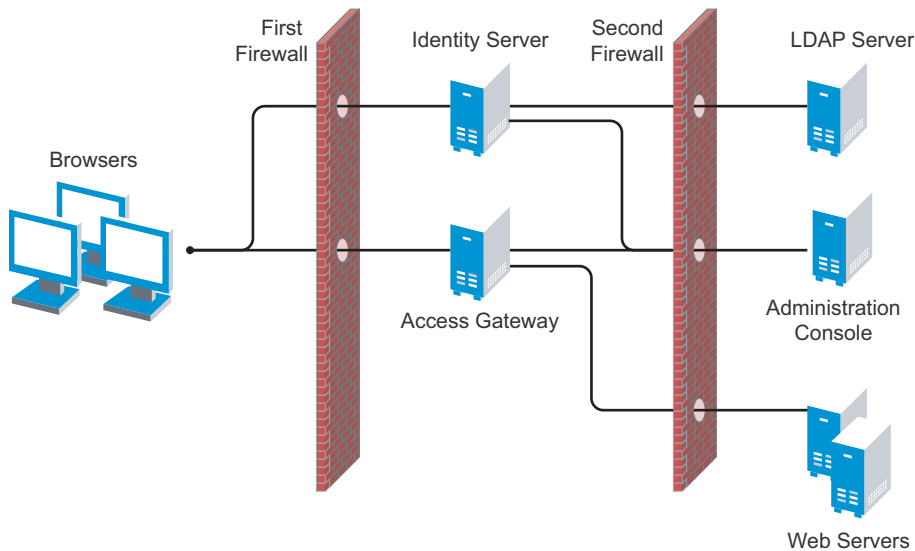 First
Firewall
Identity Server
Second
Firewall
LDAP Server
Browsers
Access Gateway
Administration
Console
Web Servers